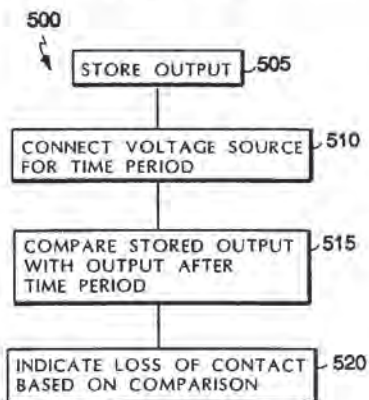 500
STORE OUTPUT 505
CONNECT VOLTAGE SOURCE 510
FOR TIME PERIOD
COMPARE STORED OUTPUT 515
WITH OUTPUT AFTER
TIME PERIOD
INDICATE LOSS OF CONTACT 520
BASED ON COMPARISON